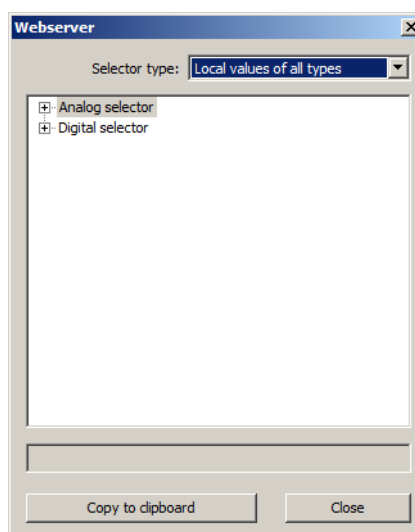 Webserver
Selector type: Local values of all types
Analog selector
Digital selector
Copy to clipboard Close